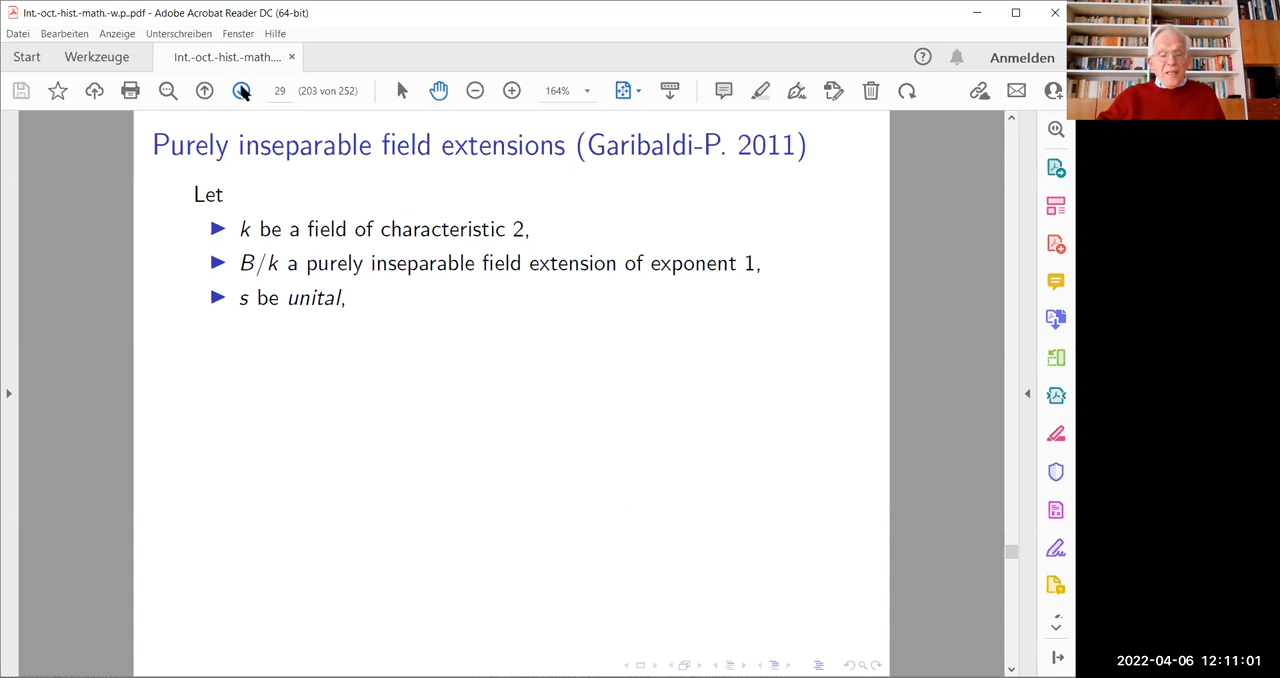 Int.-oct.-hist.-math.-w.p..pdf - Adobe Acrobat Reader DC (64-bit)
Datei Bearbeiten Anzeige Unterschreiben Fenster Hilfe
Start Werkzeuge Int.-oct.-hist.-math.... × Anmelden
29 (203 von 252) 164%
Purely inseparable field extensions (Garibaldi-P. 2011)
Let
▶ k be a field of characteristic 2,
▶ B/k a purely inseparable field extension of exponent 1,
▶ s be unital,
2022-04-06 12:11:01